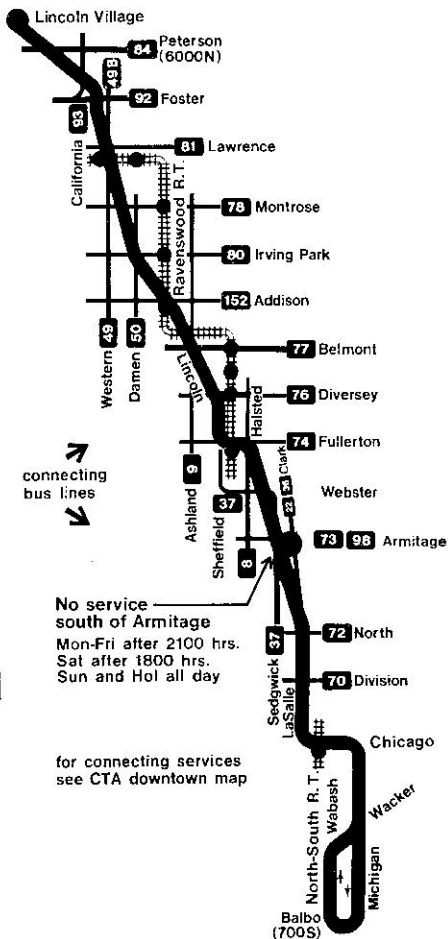 Lincoln Village
84 Peterson
(6000N)
49B
92 Foster
93
California
81 Lawrence
Ravenswood R.T.
78 Montrose
80 Irving Park
152 Addison
49
Western
50
Damen
77 Belmont
Lincoln
76 Diversey
Halsted
74 Fullerton
connecting
bus lines
9
Ashland
37
Sheffield
22 36 Clark
Webster
8
73 98 Armitage
No service
south of Armitage
Mon-Fri after 2100 hrs.
Sat after 1800 hrs.
Sun and Hol all day
37
Sedgwick
72 North
LaSalle
70 Division
Chicago
for connecting services
see CTA downtown map
North-South R.T.
Wabash
Wacker
Michigan
Balbo
(700S)